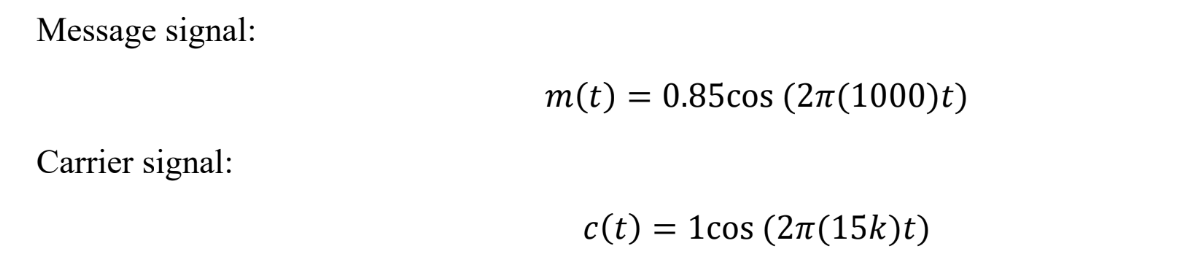 Message signal:
𝑚(𝑡) = 0.85cos (2𝜋(1000)𝑡)
Carrier signal:
𝑐(𝑡) = 1cos (2𝜋(15𝑘)𝑡)